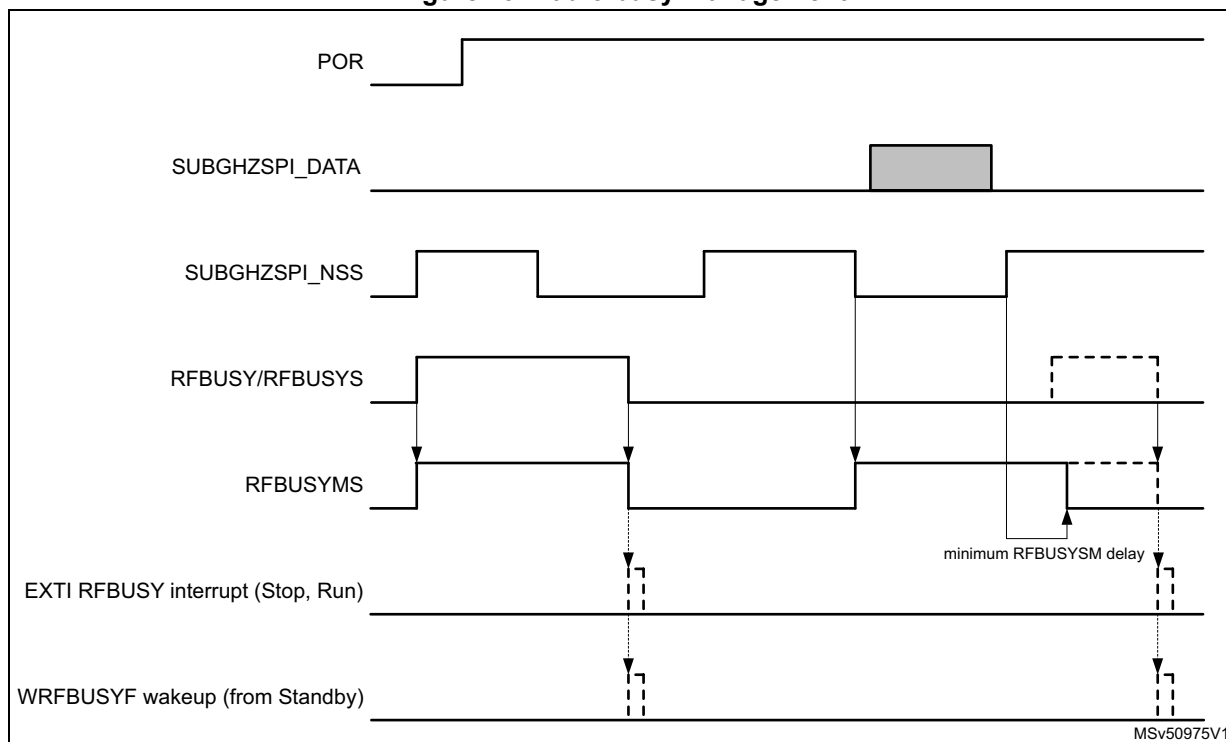 POR
SUBGHZSPI_DATA
SUBGHZSPI_NSS
RFBUSY/RFBUSYS
RFBUSYMS
minimum RFBUSYSM delay
EXTI RFBUSY interrupt (Stop, Run)
WRFBUSYF wakeup (from Standby)
MSv50975V1